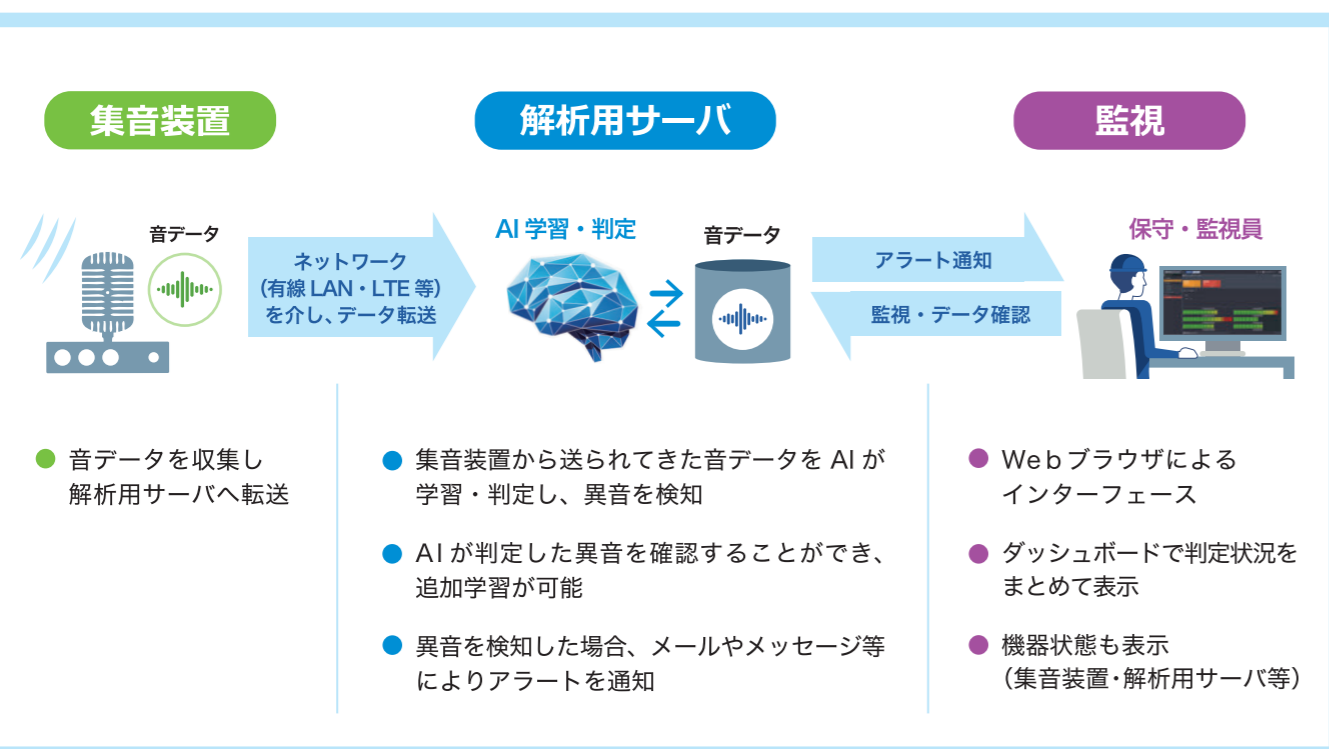 集音装置
解析用サーバ
監視
音データ
ネットワーク
(有線 LAN・LTE 等)
を介し、データ転送
AI 学習・判定
音データ
アラート通知
監視・データ確認
保守・監視員
● 音データを収集し
解析用サーバへ転送
● 集音装置から送られてきた音データを AI が
学習・判定し、異音を検知
● AI が判定した異音を確認することができ、
追加学習が可能
● 異音を検知した場合、メールやメッセージ等
によりアラートを通知
● Webブラウザによる
インターフェース
● ダッシュボードで判定状況を
まとめて表示
● 機器状態も表示
(集音装置・解析用サーバ等)